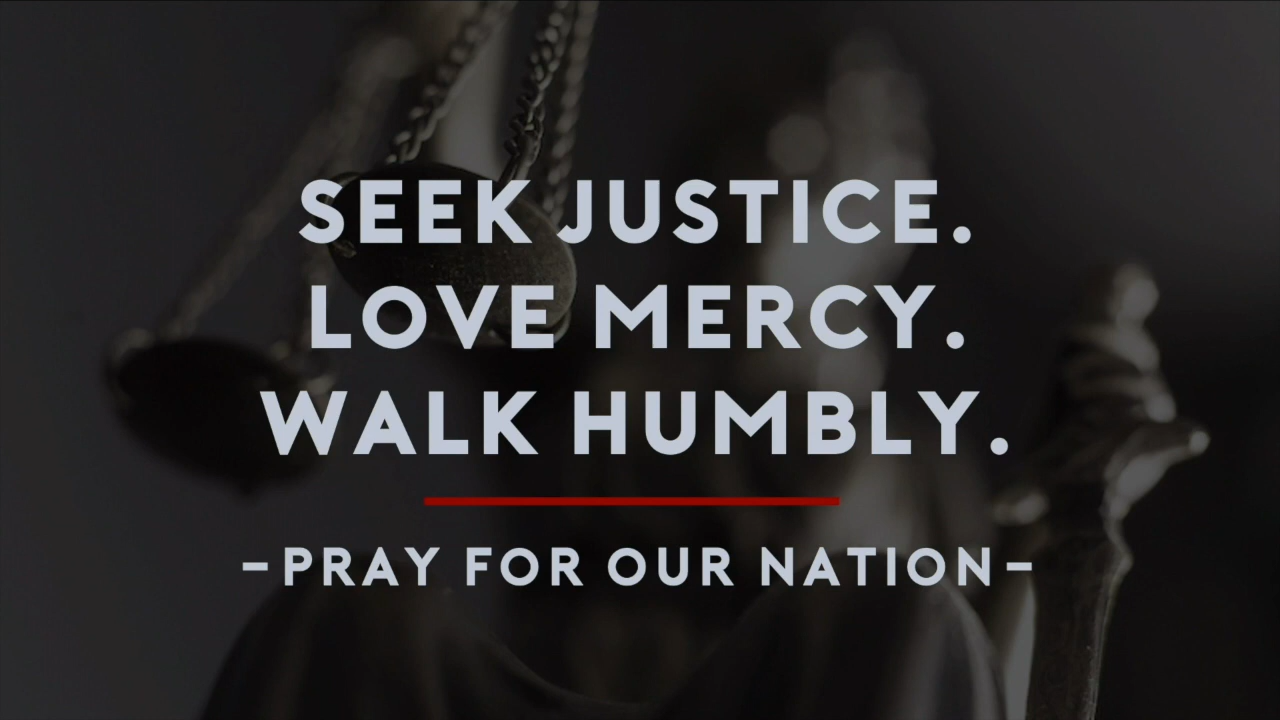 SEEK JUSTICE.
LOVE MERCY.
WALK HUMBLY.
-PRAY FOR OUR NATION-